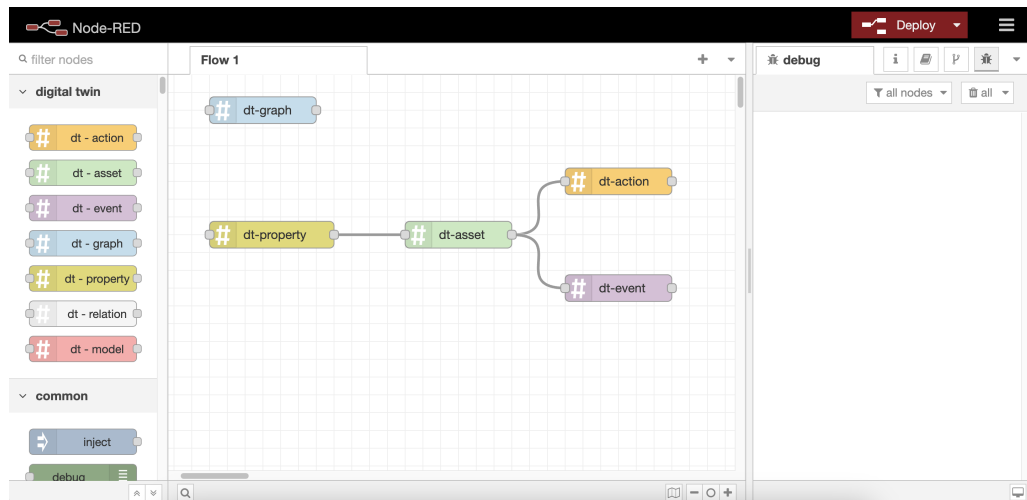 Node-RED
Deploy
filter nodes
Flow 1
debug
i
all nodes
all
digital twin
dt - action
dt - asset
dt - event
dt - graph
dt - property
dt - relation
dt - model
common
inject
debug
dt-graph
dt-action
dt-property
dt-asset
dt-event